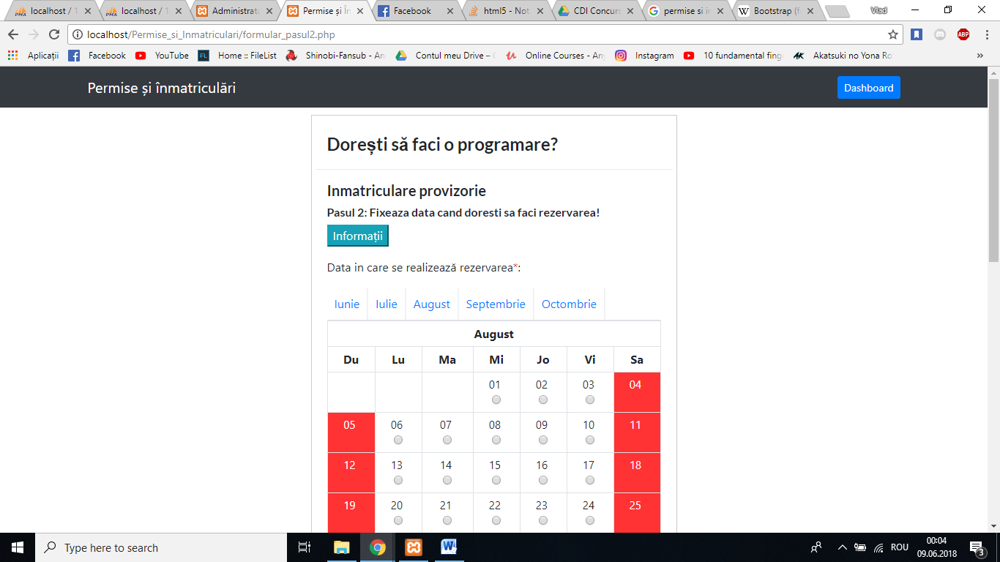 localhost / 1
localhost / 1
Administrato
Permise și În
Facebook
html5 - Not
CDI Concurs
permise si in
Bootstrap (f
Vlad
localhost/Permise_si_Inmatriculari/formular_pasul2.php
Aplicații
Facebook
YouTube
Home :: FileList
Shinobi-Fansub - An
Contul meu Drive –
Online Courses - Any
Instagram
10 fundamental fing
Akatsuki no Yona Ro
»
Permise și înmatriculări
Dashboard
Dorești să faci o programare?
Inmatriculare provizorie
Pasul 2: Fixeaza data cand doresti sa faci rezervarea!
Informații
Data in care se realizează rezervarea*:
Iunie Iulie August Septembrie Octombrie
August
Du Lu Ma Mi Jo Vi Sa
01 02 03 04
05 06 07 08 09 10 11
12 13 14 15 16 17 18
19 20 21 22 23 24 25
Type here to search
ROU
00:04
09.06.2018
3